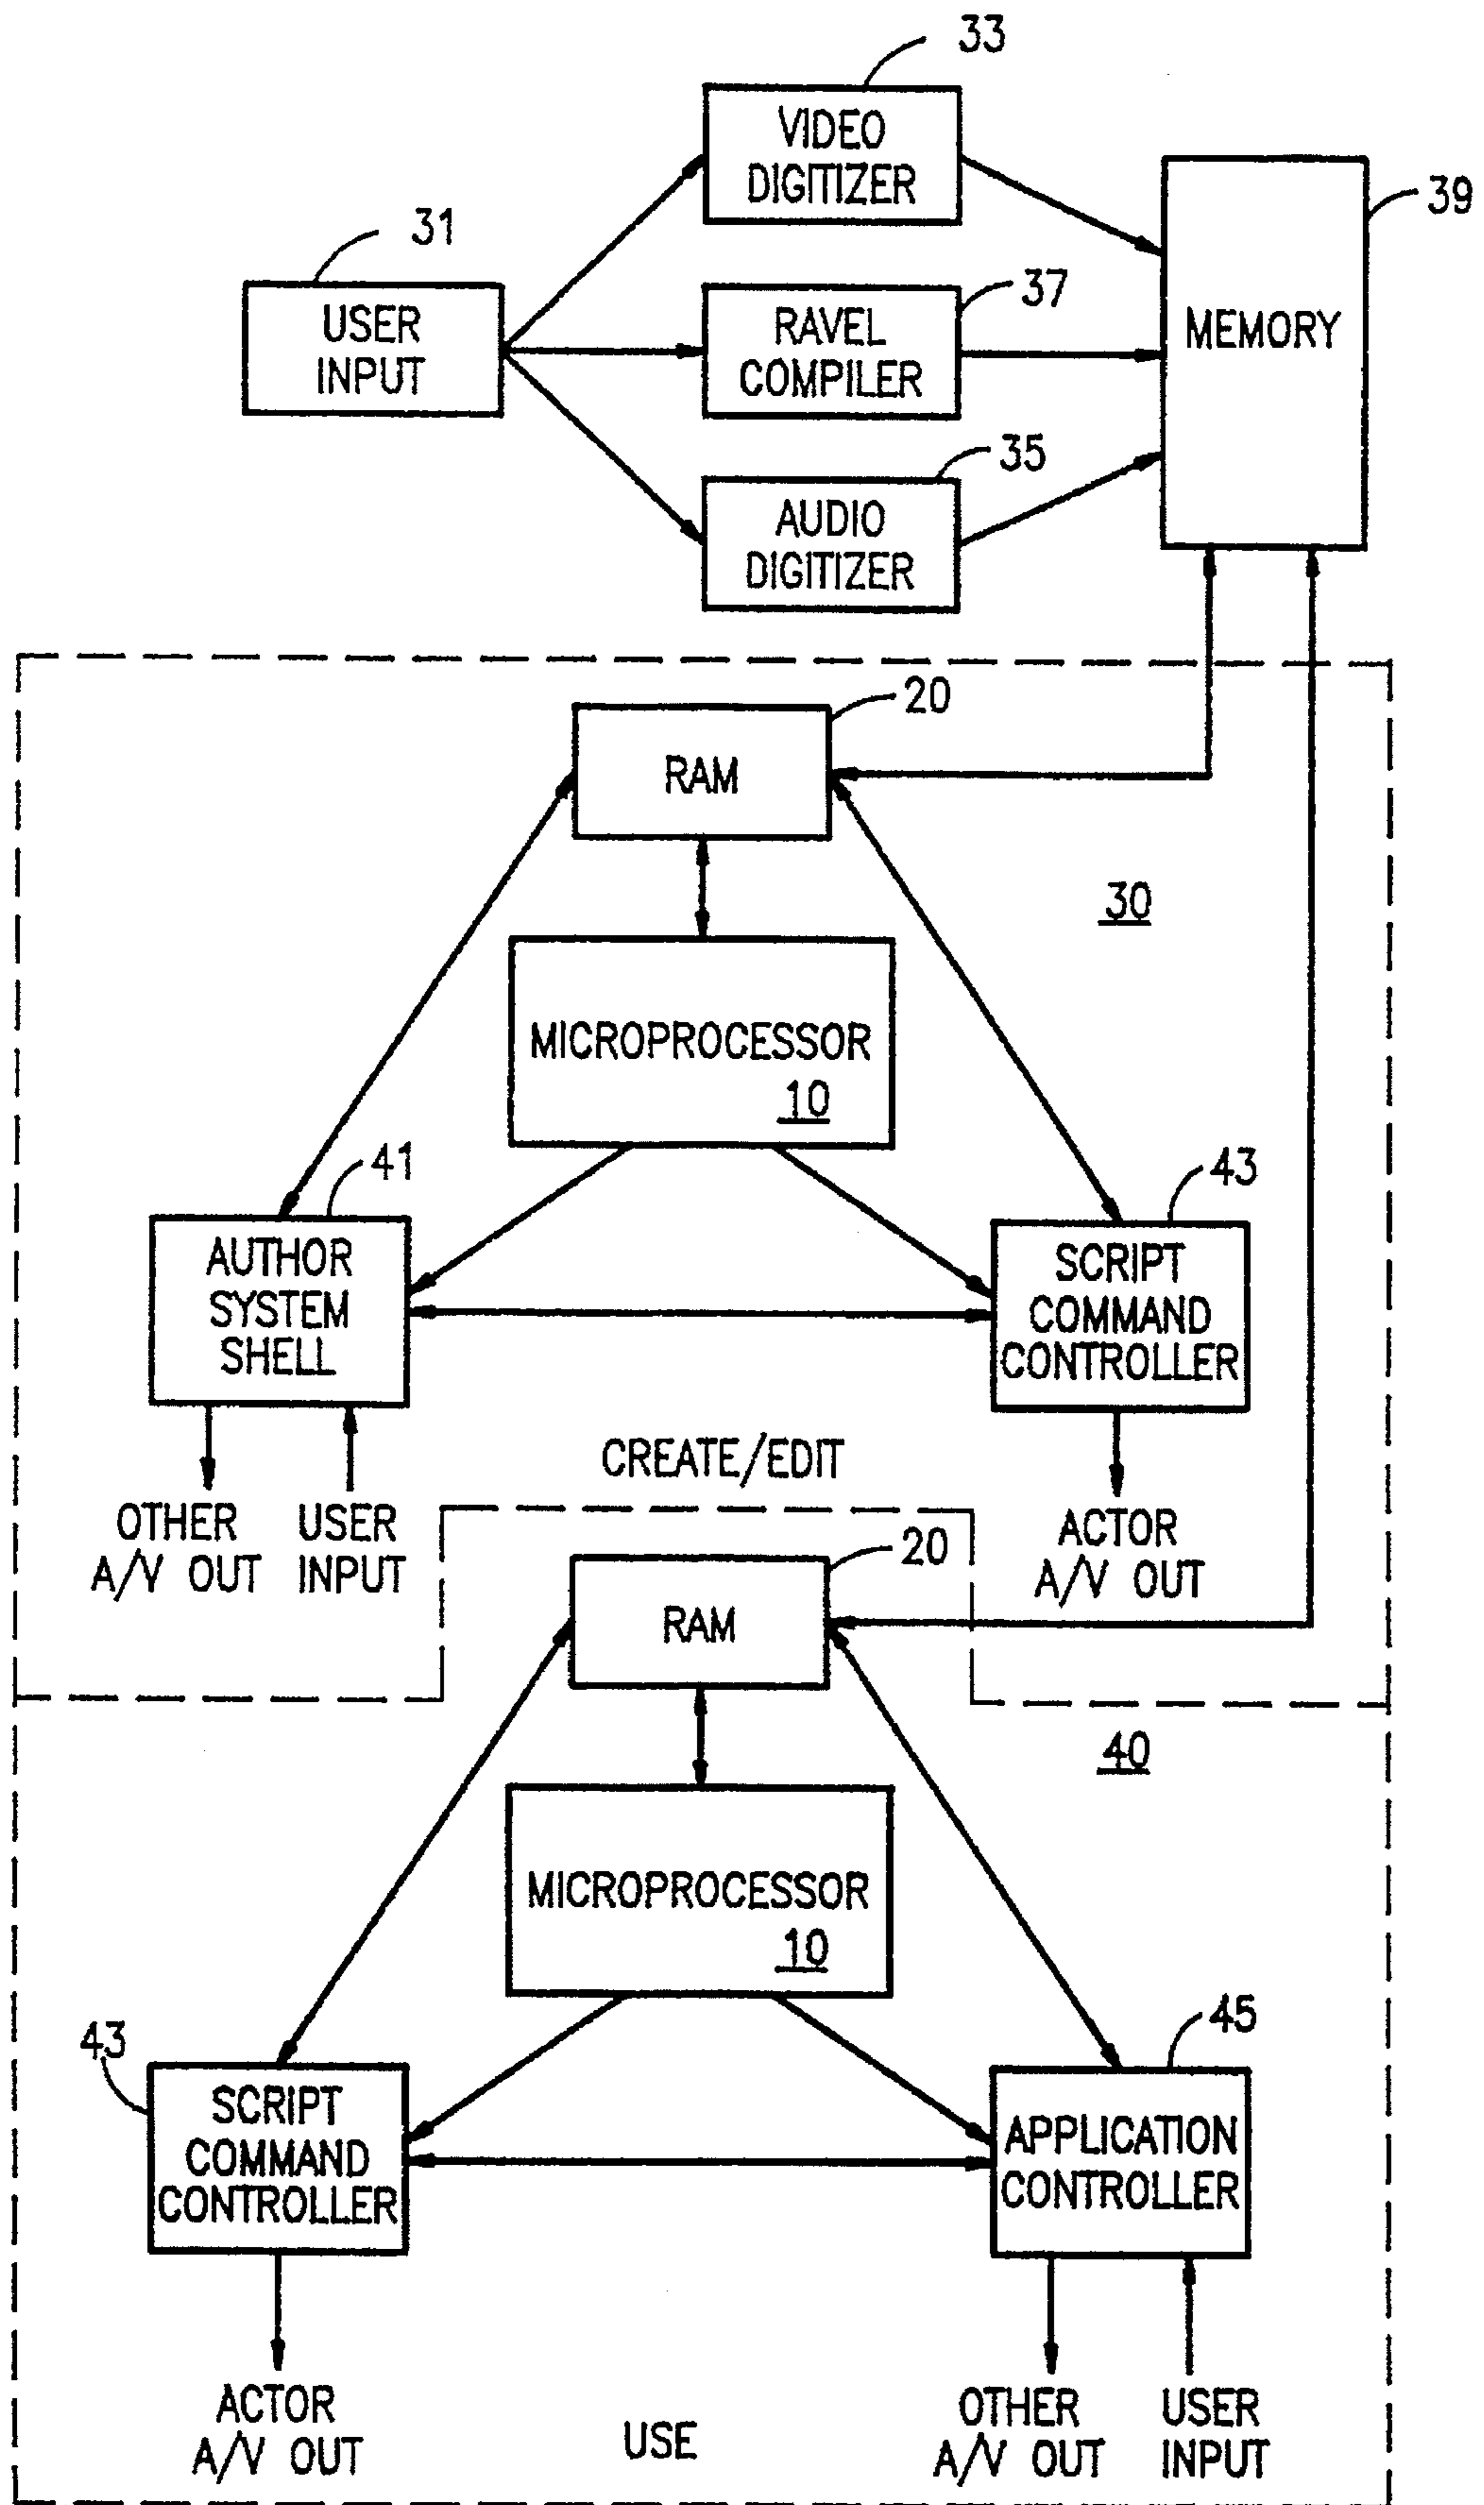 33
VIDEO
DIGITIZER
39
31
USER
INPUT
37
RAVEL
COMPILER
MEMORY
35
AUDIO
DIGITIZER
20
RAM
30
MICROPROCESSOR
10
41
43
AUTHOR
SYSTEM
SHELL
SCRIPT
COMMAND
CONTROLLER
CREATE/EDIT
OTHER
A/V OUT
USER
INPUT
ACTOR
A/V OUT
20
RAM
40
MICROPROCESSOR
10
43
45
SCRIPT
COMMAND
CONTROLLER
APPLICATION
CONTROLLER
ACTOR
A/V OUT
USE
OTHER
A/V OUT
USER
INPUT